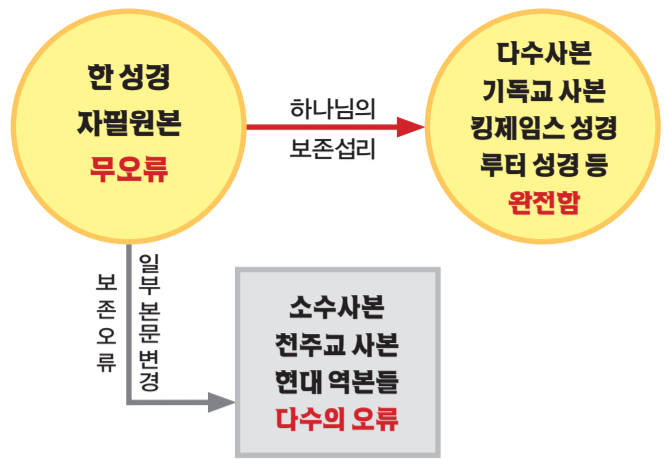 한 성경
자필원본
무오류
하나님의
보존섭리
다수사본
기독교 사본
킹제임스 성경
루터 성경 등
완전함
보존오류
일부 본문 변경
소수사본
천주교 사본
현대 역본들
다수의 오류